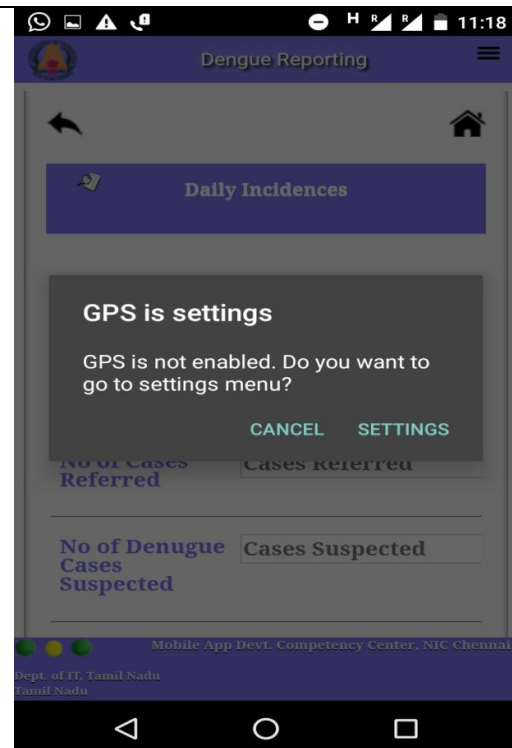 H R R 11:18
Dengue Reporting
Daily Incidences
GPS is settings
GPS is not enabled. Do you want to
go to settings menu?
CANCEL SETTINGS
No of Cases Cases Referred
Referred
No of Denugue Cases Suspected
Cases
Suspected
Mobile App Devt. Competency Center, NIC Chennai
Dept. of IT, Tamil Nadu
Tamil Nadu